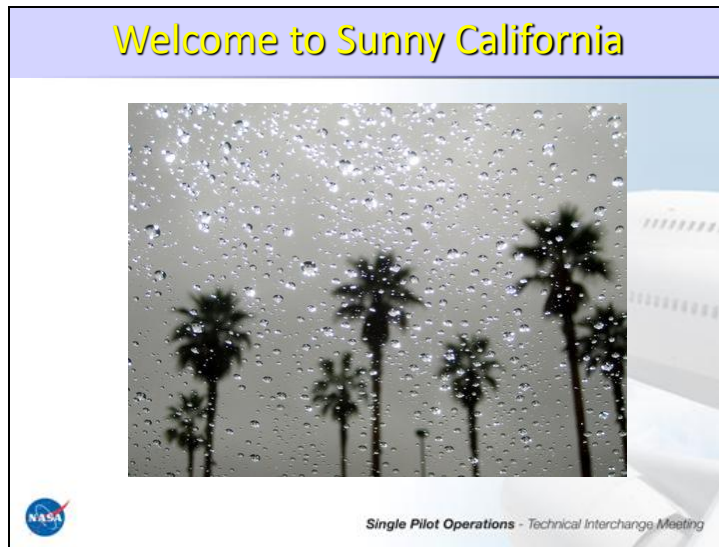 Welcome to Sunny California
NASA
Single Pilot Operations - Technical Interchange Meeting